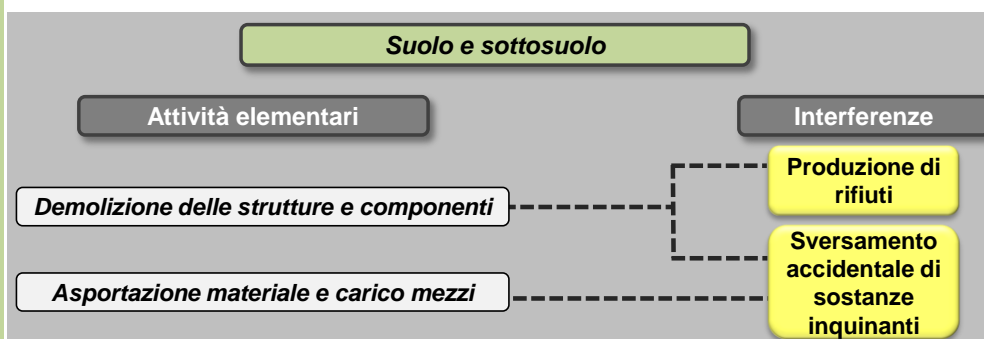 Suolo e sottosuolo
Attività elementari
Interferenze
Produzione di
rifiuti
Demolizione delle strutture e componenti
Sversamento
accidentale di
sostanze
inquinanti
Asportazione materiale e carico mezzi